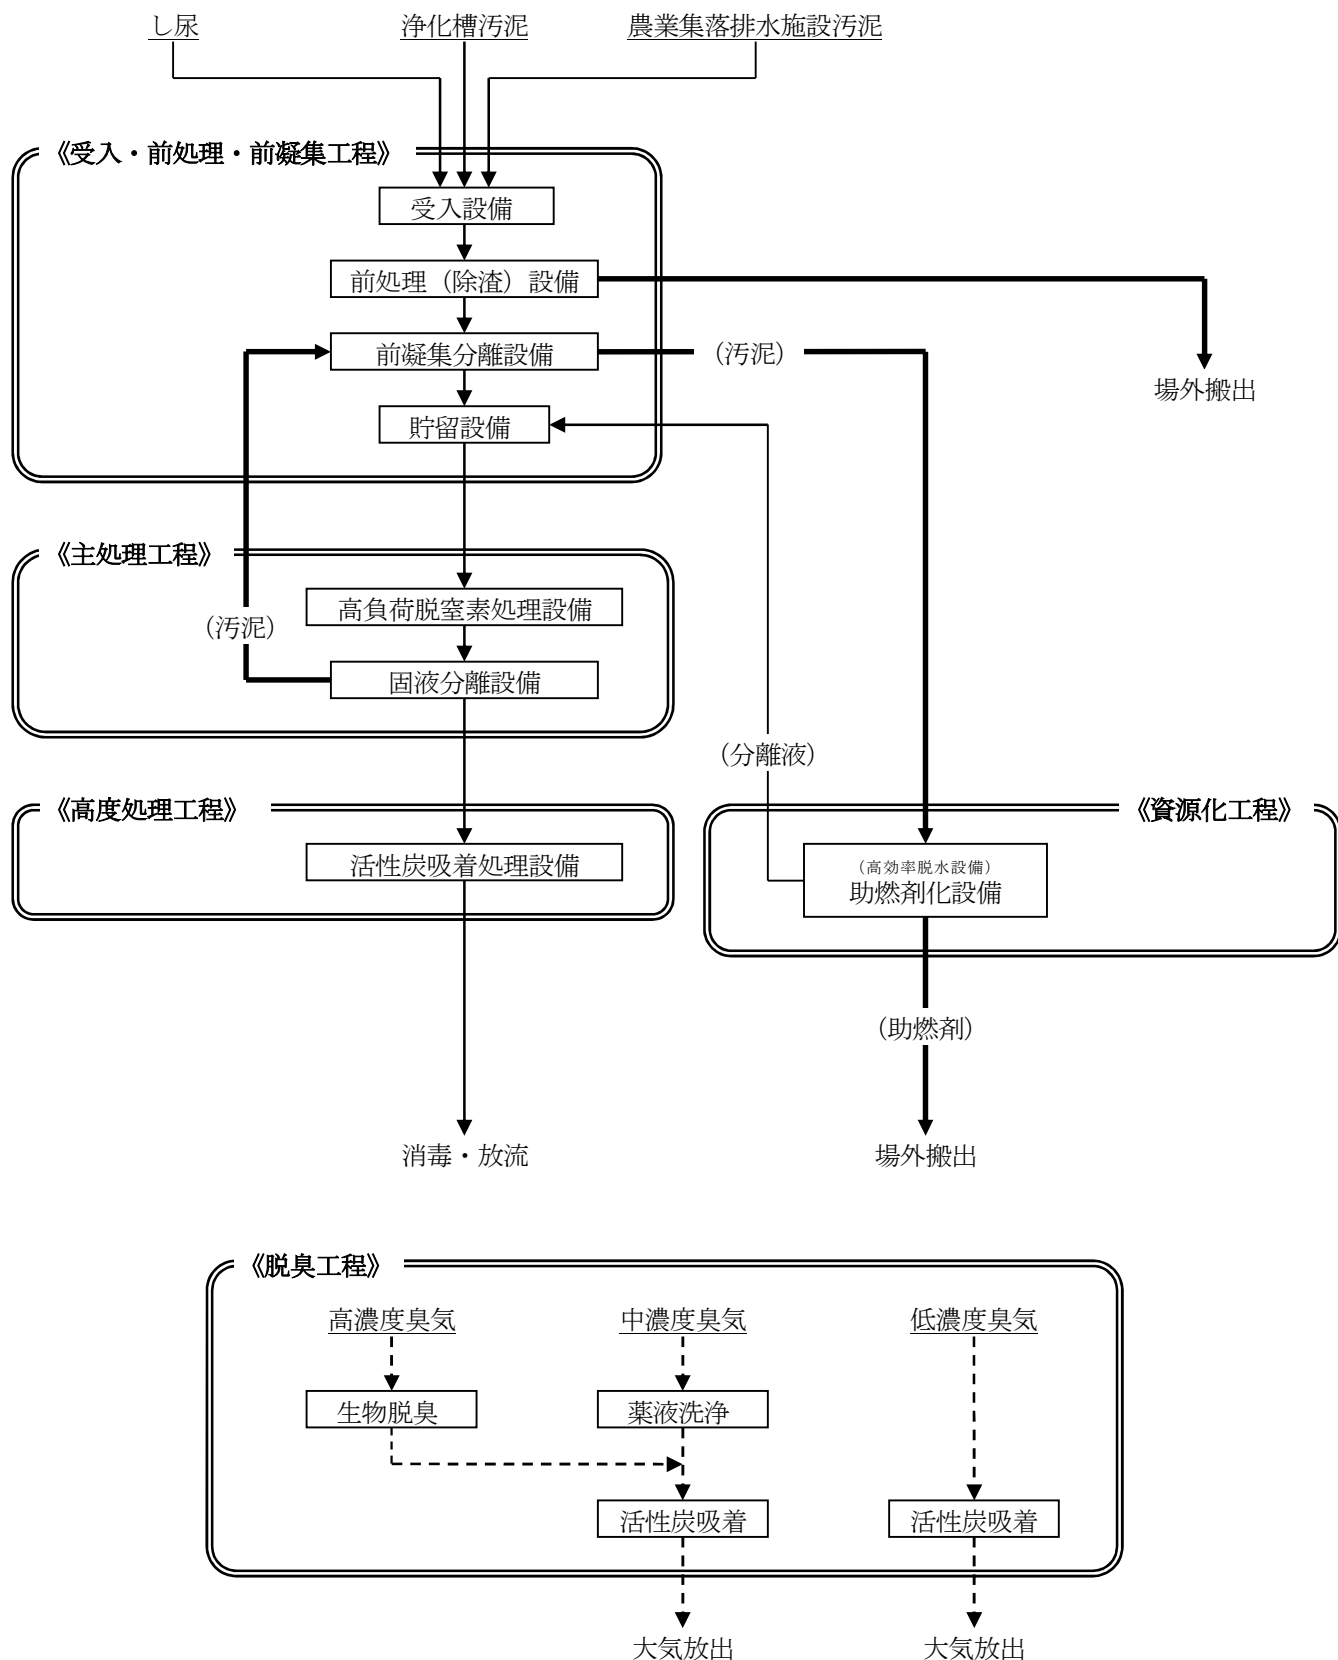 し尿
浄化槽汚泥
農業集落排水施設汚泥
《受入・前処理・前凝集工程》
受入設備
前処理（除渣）設備
前凝集分離設備
（汚泥）
場外搬出
貯留設備
《主処理工程》
高負荷脱窒素処理設備
（汚泥）
固液分離設備
（分離液）
《高度処理工程》
《資源化工程》
活性炭吸着処理設備
（高効率脱水設備）
助燃剤化設備
（助燃剤）
消毒・放流
場外搬出
《脱臭工程》
高濃度臭気
中濃度臭気
低濃度臭気
生物脱臭
薬液洗浄
活性炭吸着
活性炭吸着
大気放出
大気放出